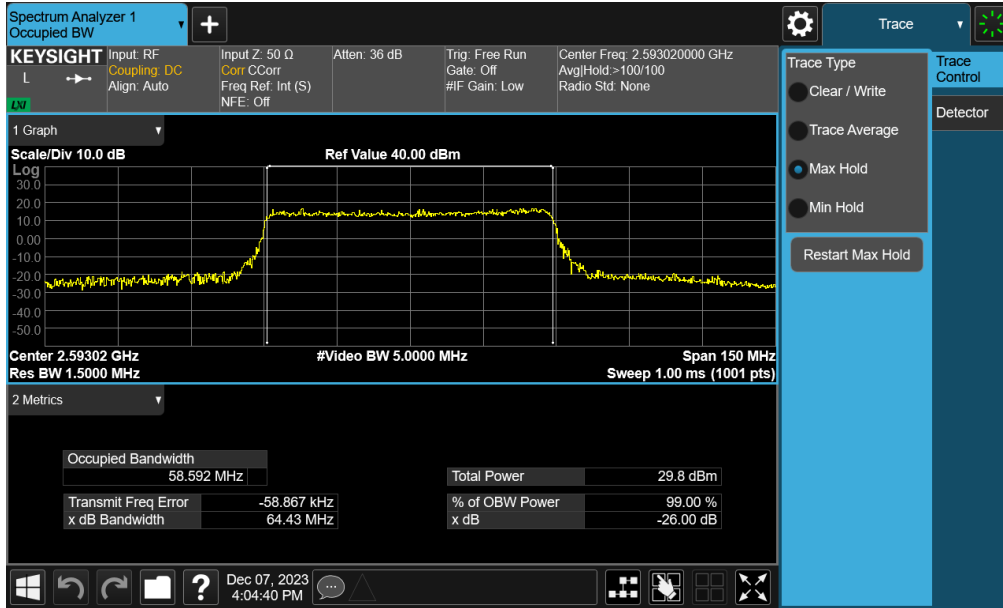 Spectrum Analyzer 1
Occupied BW
Trace
KEYSIGHT
L
LXI
Input: RF
Coupling: DC
Align: Auto
Input Z: 50 Ω
Corr CCorr
Freq Ref: Int (S)
NFE: Off
Atten: 36 dB
Trig: Free Run
Gate: Off
#IF Gain: Low
Center Freq: 2.593020000 GHz
Avg|Hold:>100/100
Radio Std: None
Trace Type
Clear / Write
Trace Average
Max Hold
Min Hold
Restart Max Hold
Trace
Control
Detector
1 Graph
Scale/Div 10.0 dB
Ref Value 40.00 dBm
Log
30.0
20.0
10.0
0.00
-10.0
-20.0
-30.0
-40.0
-50.0
Center 2.59302 GHz
#Video BW 5.0000 MHz
Span 150 MHz
Res BW 1.5000 MHz
Sweep 1.00 ms (1001 pts)
2 Metrics
Occupied Bandwidth
58.592 MHz
Total Power 29.8 dBm
Transmit Freq Error -58.867 kHz
% of OBW Power 99.00 %
x dB Bandwidth 64.43 MHz
x dB -26.00 dB
Dec 07, 2023
4:04:40 PM